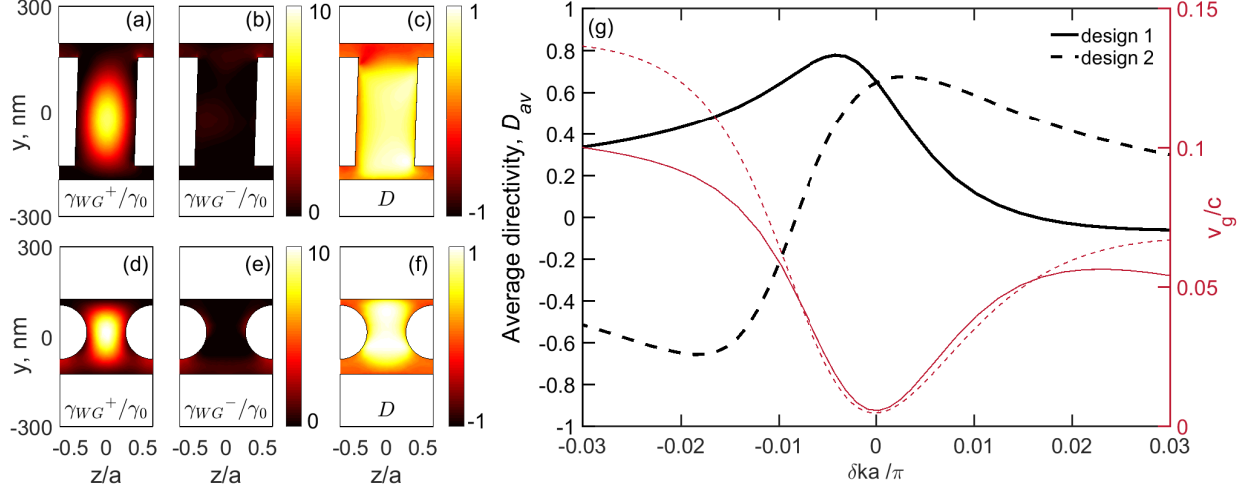 300
(a)
(b)
10
(c)
1
y, nm
0
γWG+/γ0
γWG−/γ0
0
D
-1
-300
300
(d)
(e)
10
(f)
1
y, nm
0
γWG+/γ0
γWG−/γ0
0
D
-1
-300
-0.5 0 0.5
-0.5 0 0.5
-0.5 0 0.5
z/a
z/a
z/a
(g)
design 1
design 2
Average directivity, Dav
1
0.8
0.6
0.4
0.2
0
-0.2
-0.4
-0.6
-0.8
-1
-0.03 -0.02 -0.01 0 0.01 0.02 0.03
δka /π
0.15
0.1
0.05
0
vg/c